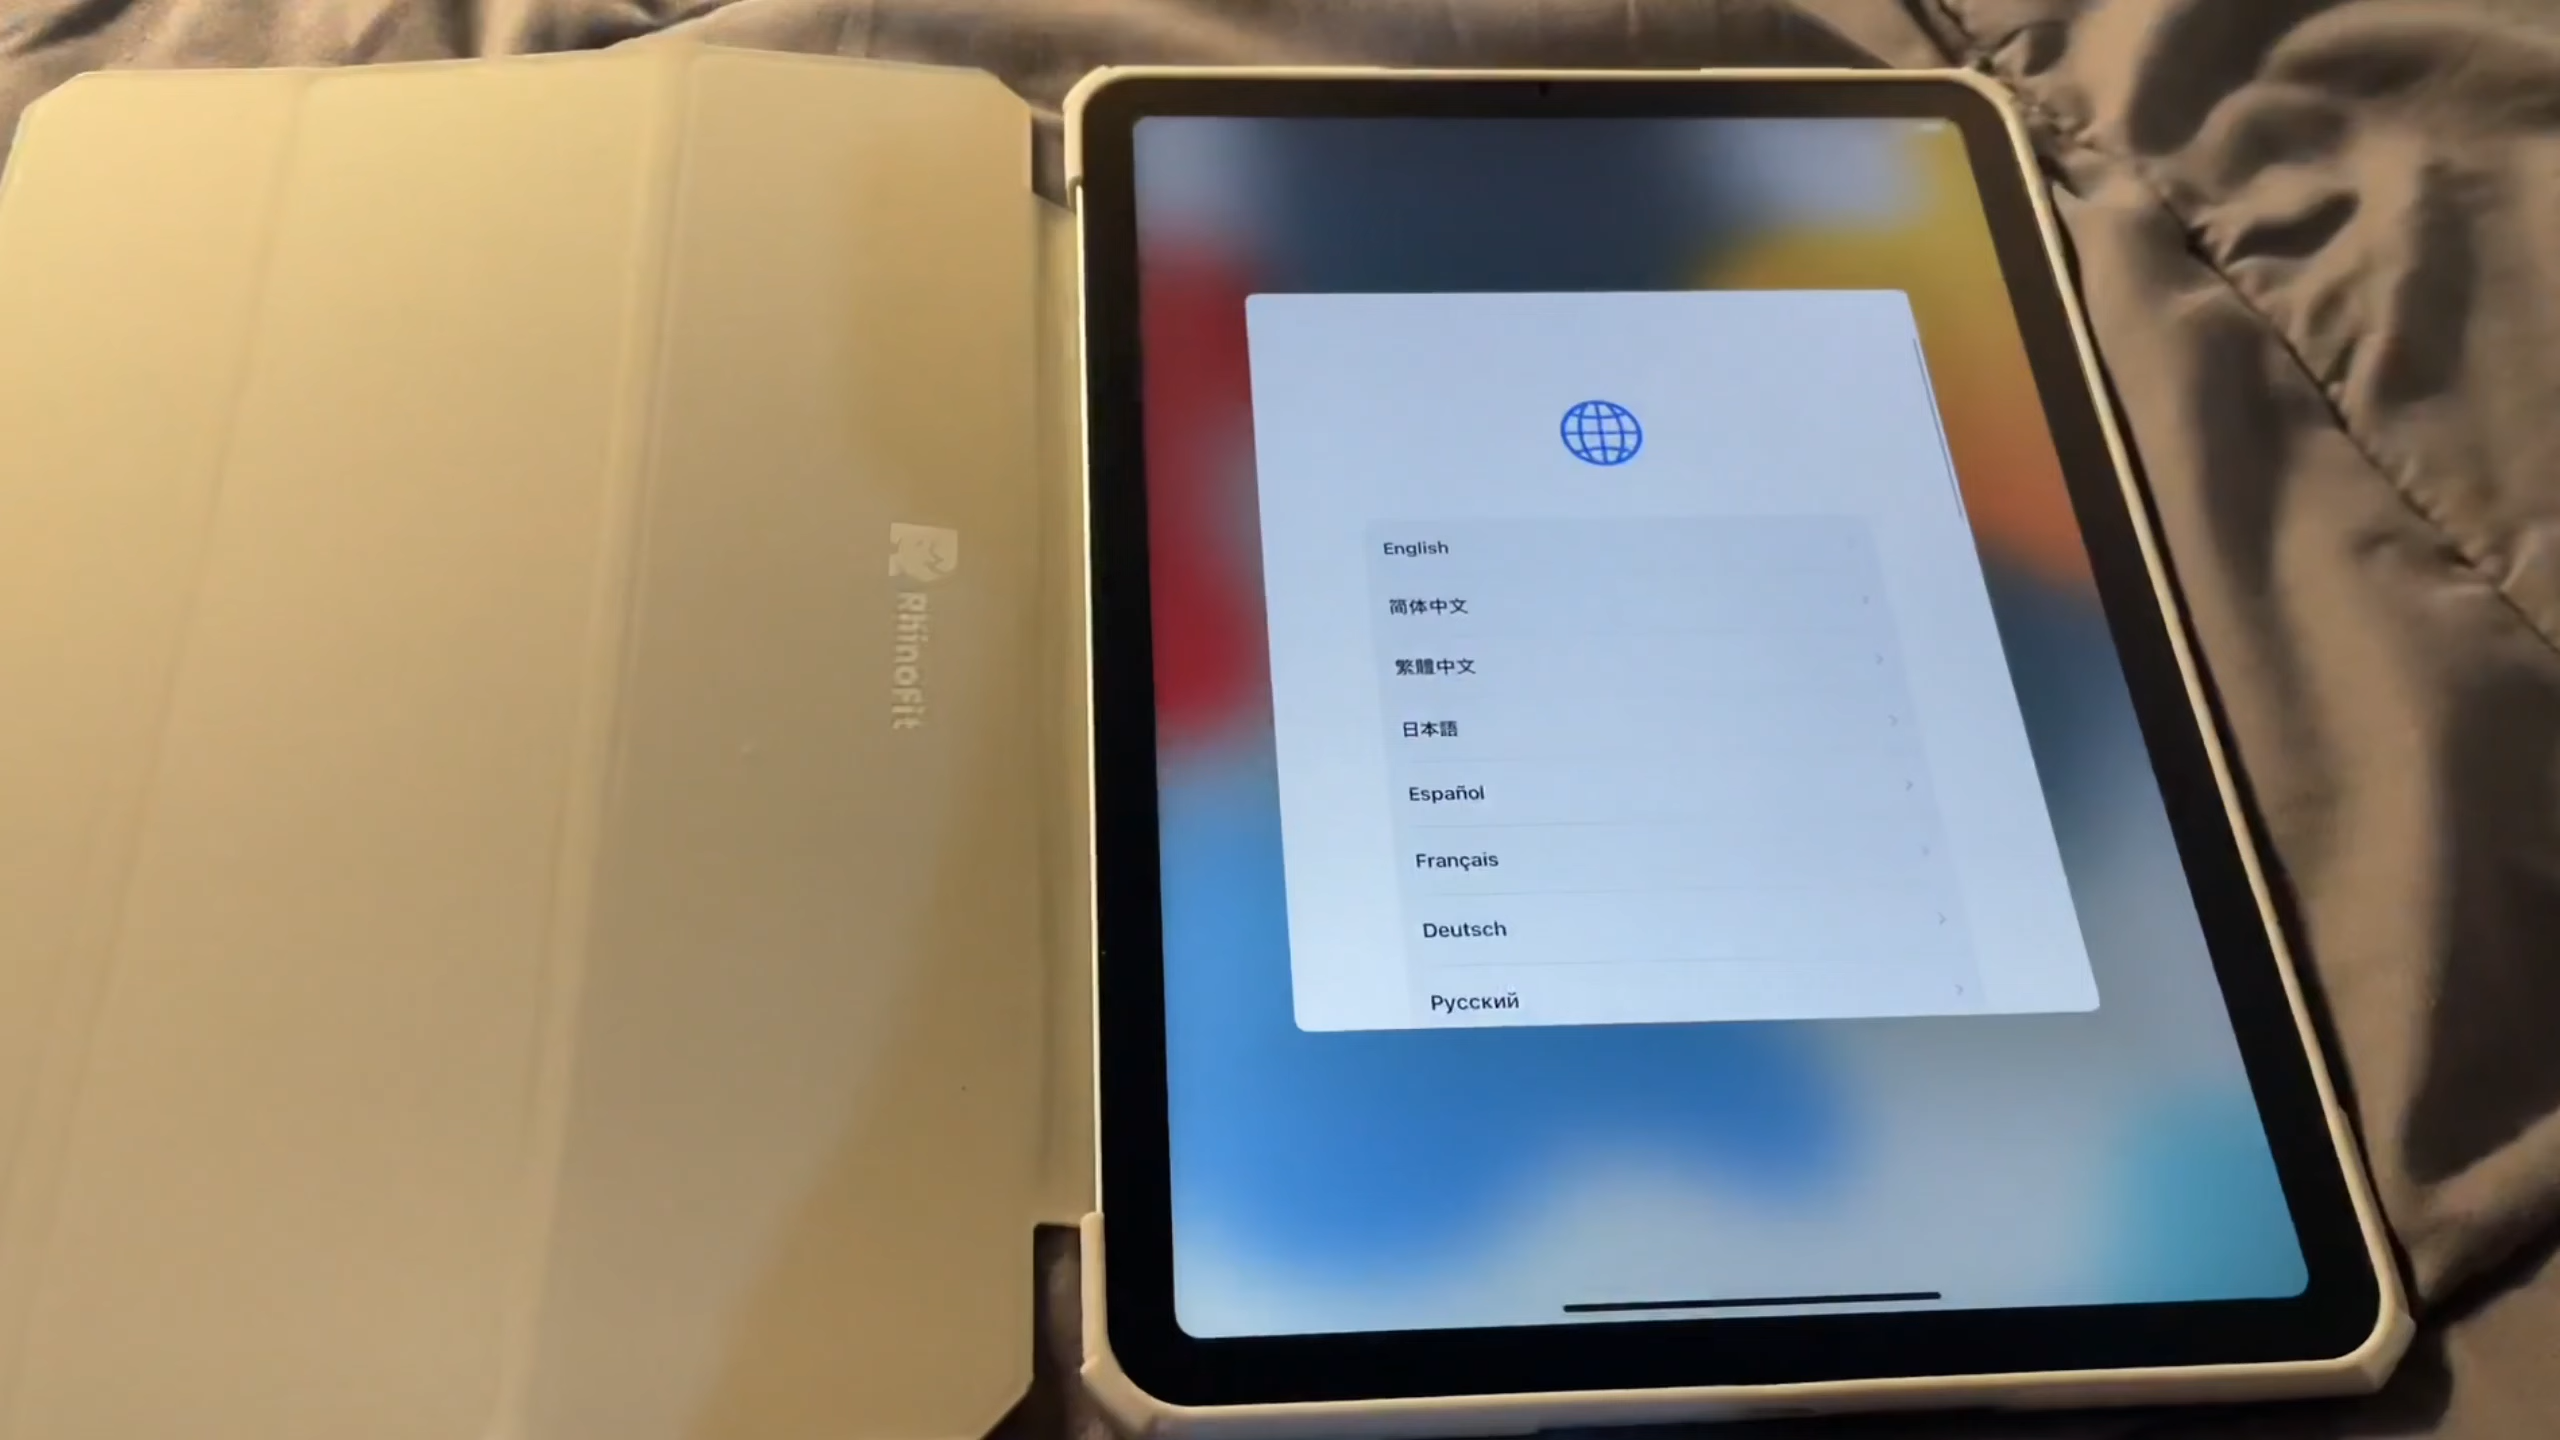 Rhinofit
English
简体中文
繁體中文
日本語
Español
Français
Deutsch
Русский